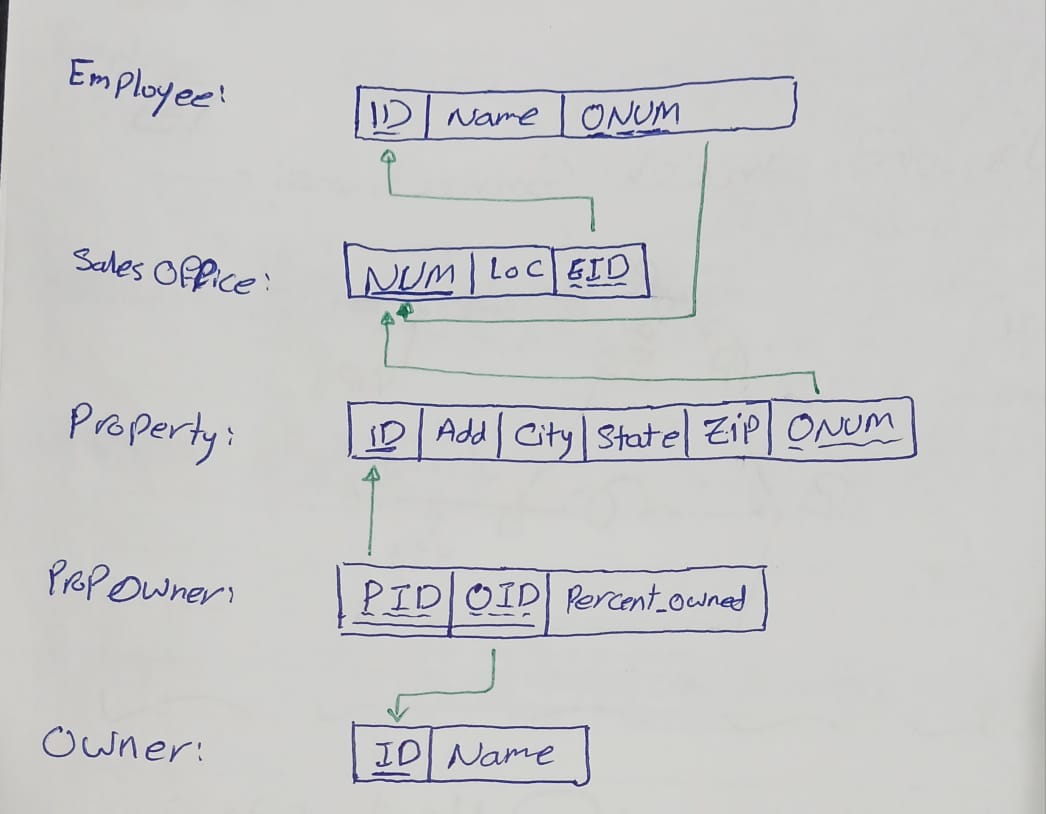 Employee:
ID Name ONUM
Sales Office:
NUM Loc EID
Property:
ID Add City State Zip ONUM
PropOwner:
PID OID Percent_owned
Owner:
ID Name